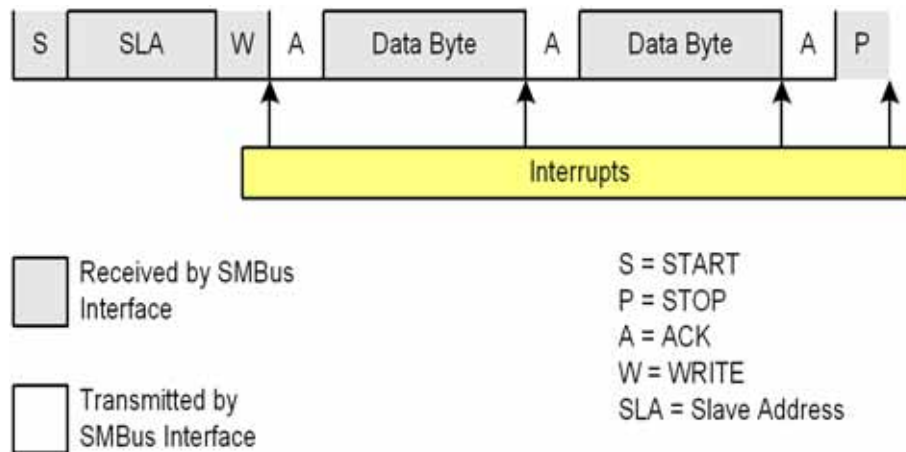 S SLA W A Data Byte A Data Byte A P
Interrupts
Received by SMBus
Interface
Transmitted by
SMBus Interface
S = START
P = STOP
A = ACK
W = WRITE
SLA = Slave Address